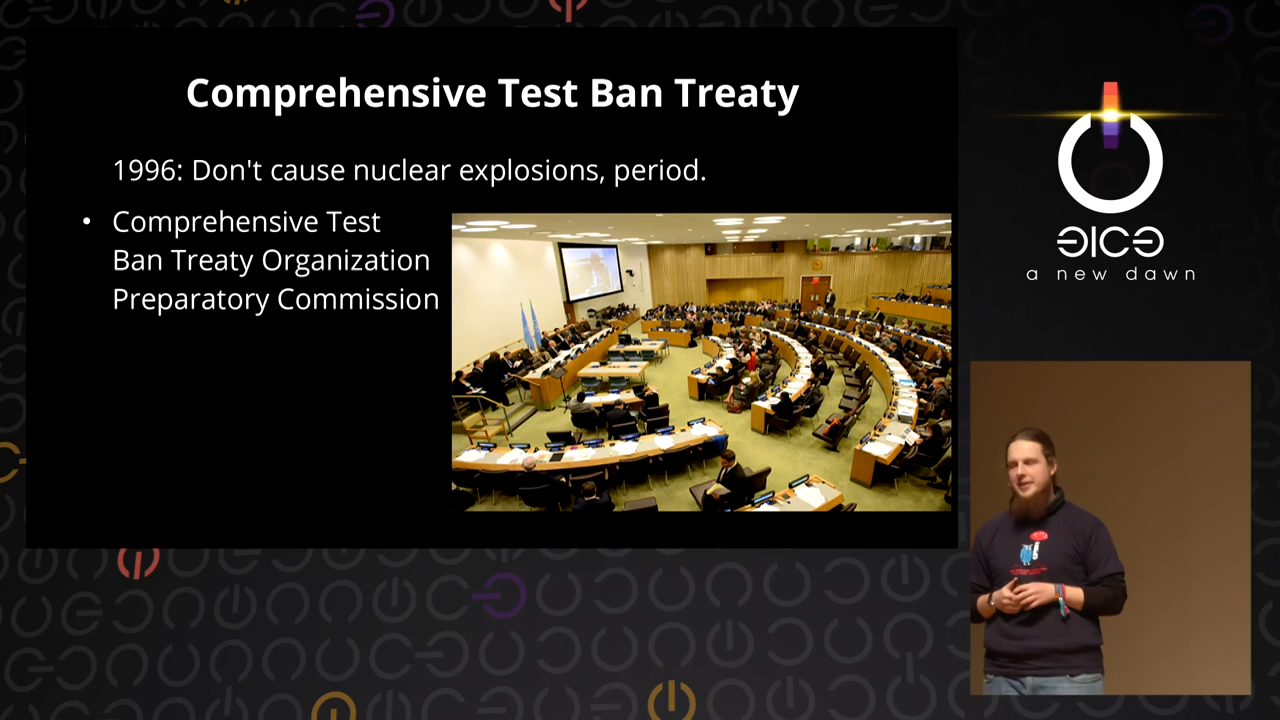 Comprehensive Test Ban Treaty
1996: Don't cause nuclear explosions, period.
• Comprehensive Test
Ban Treaty Organization
Preparatory Commission
31C3
a new dawn